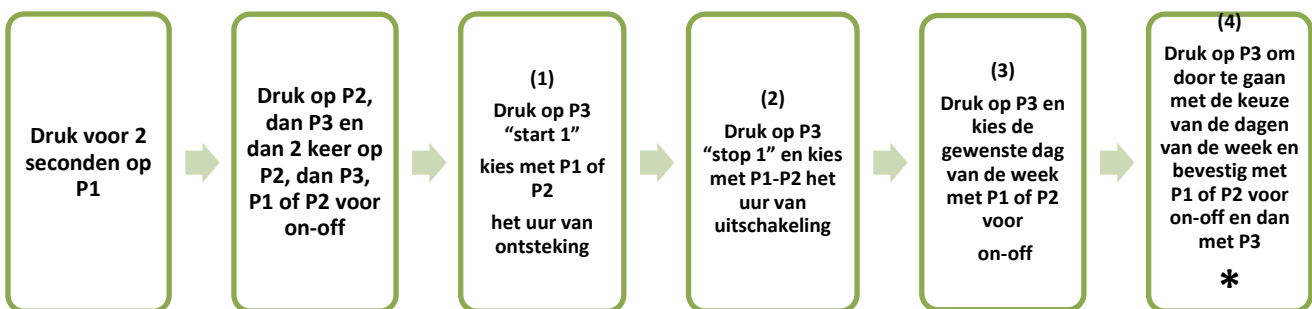 Druk voor 2
seconden op
P1
Druk op P2,
dan P3 en
dan 2 keer op
P2, dan P3,
P1 of P2 voor
on-off
(1)
Druk op P3
“start 1”
kies met P1 of
P2
het uur van
ontsteking
(2)
Druk op P3
“stop 1” en kies
met P1-P2 het
uur van
uitschakeling
(3)
Druk op P3 en
kies de
gewenste dag
van de week
met P1 of P2
voor
on-off
(4)
Druk op P3 om
door te gaan
met de keuze
van de dagen
van de week en
bevestig met
P1 of P2 voor
on-off en dan
met P3
*